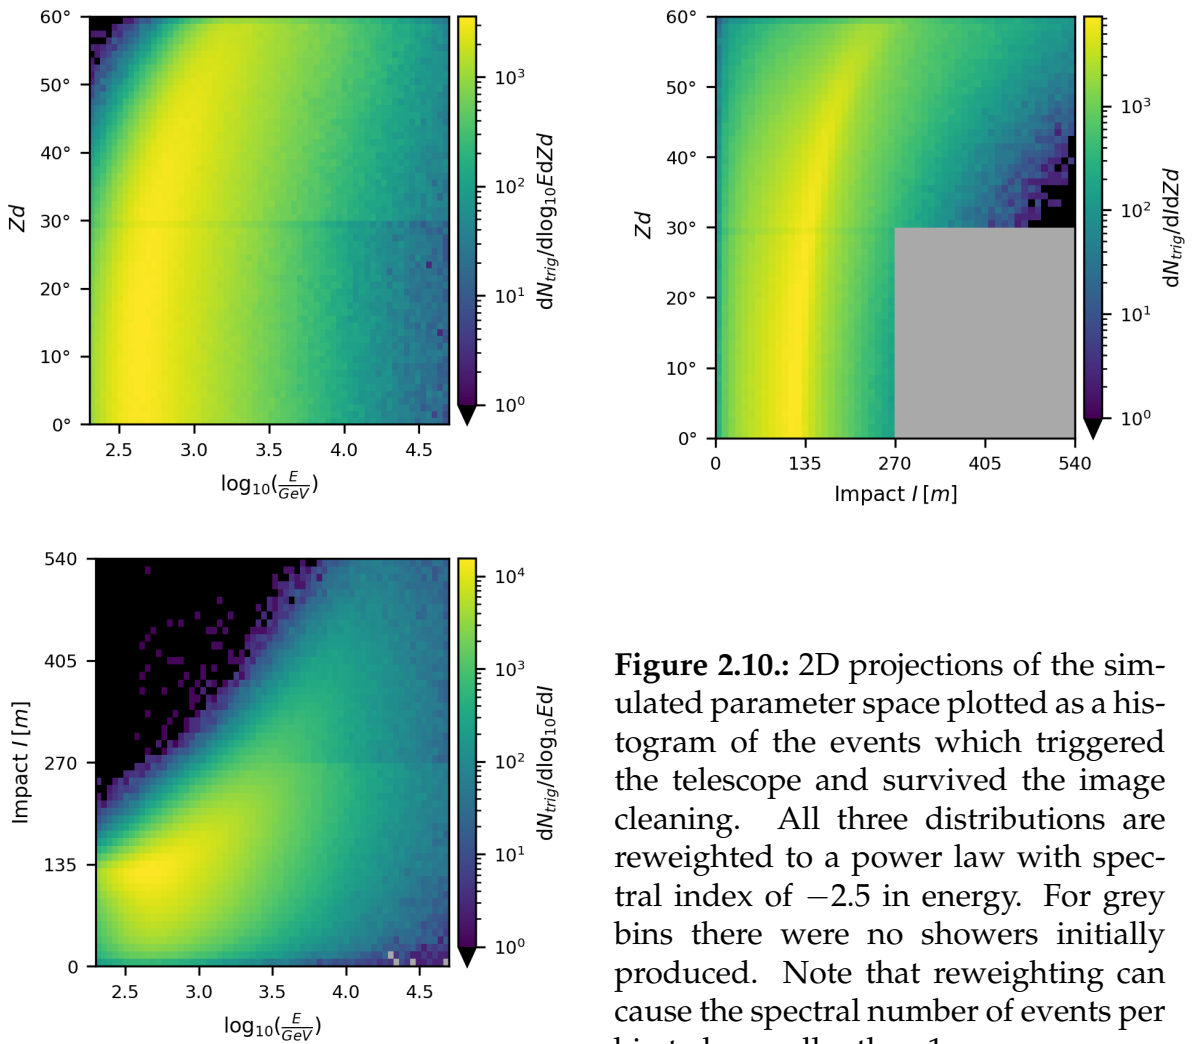 60°
50°
40°
30°
20°
10°
0°
Zd
2.5 3.0 3.5 4.0 4.5
log₁₀(E/GeV)
10³
10²
10¹
10⁰
dN_trig/dlog₁₀EdZd
60°
50°
40°
30°
20°
10°
0°
Zd
0 135 270 405 540
Impact I [m]
10³
10²
10¹
10⁰
dN_trig/dIdZd
540
405
270
135
0
Impact I [m]
2.5 3.0 3.5 4.0 4.5
log₁₀(E/GeV)
10⁴
10³
10²
10¹
10⁰
dN_trig/dlog₁₀EdI
Figure 2.10.: 2D projections of the sim-
ulated parameter space plotted as a his-
togram of the events which triggered
the telescope and survived the image
cleaning. All three distributions are
reweighted to a power law with spec-
tral index of −2.5 in energy. For grey
bins there were no showers initially
produced. Note that reweighting can
cause the spectral number of events per